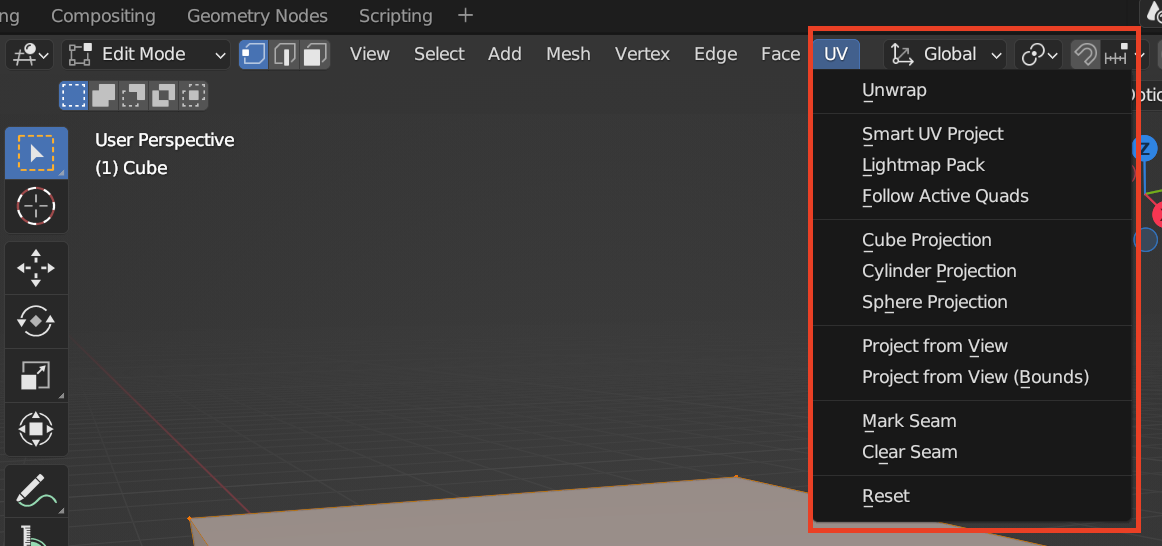 ng Compositing Geometry Nodes Scripting +
Edit Mode View Select Add Mesh Vertex Edge Face UV Global
Unwrap
User Perspective
(1) Cube
Smart UV Project
Lightmap Pack
Follow Active Quads
Cube Projection
Cylinder Projection
Sphere Projection
Project from View
Project from View (Bounds)
Mark Seam
Clear Seam
Reset
Optio
Z